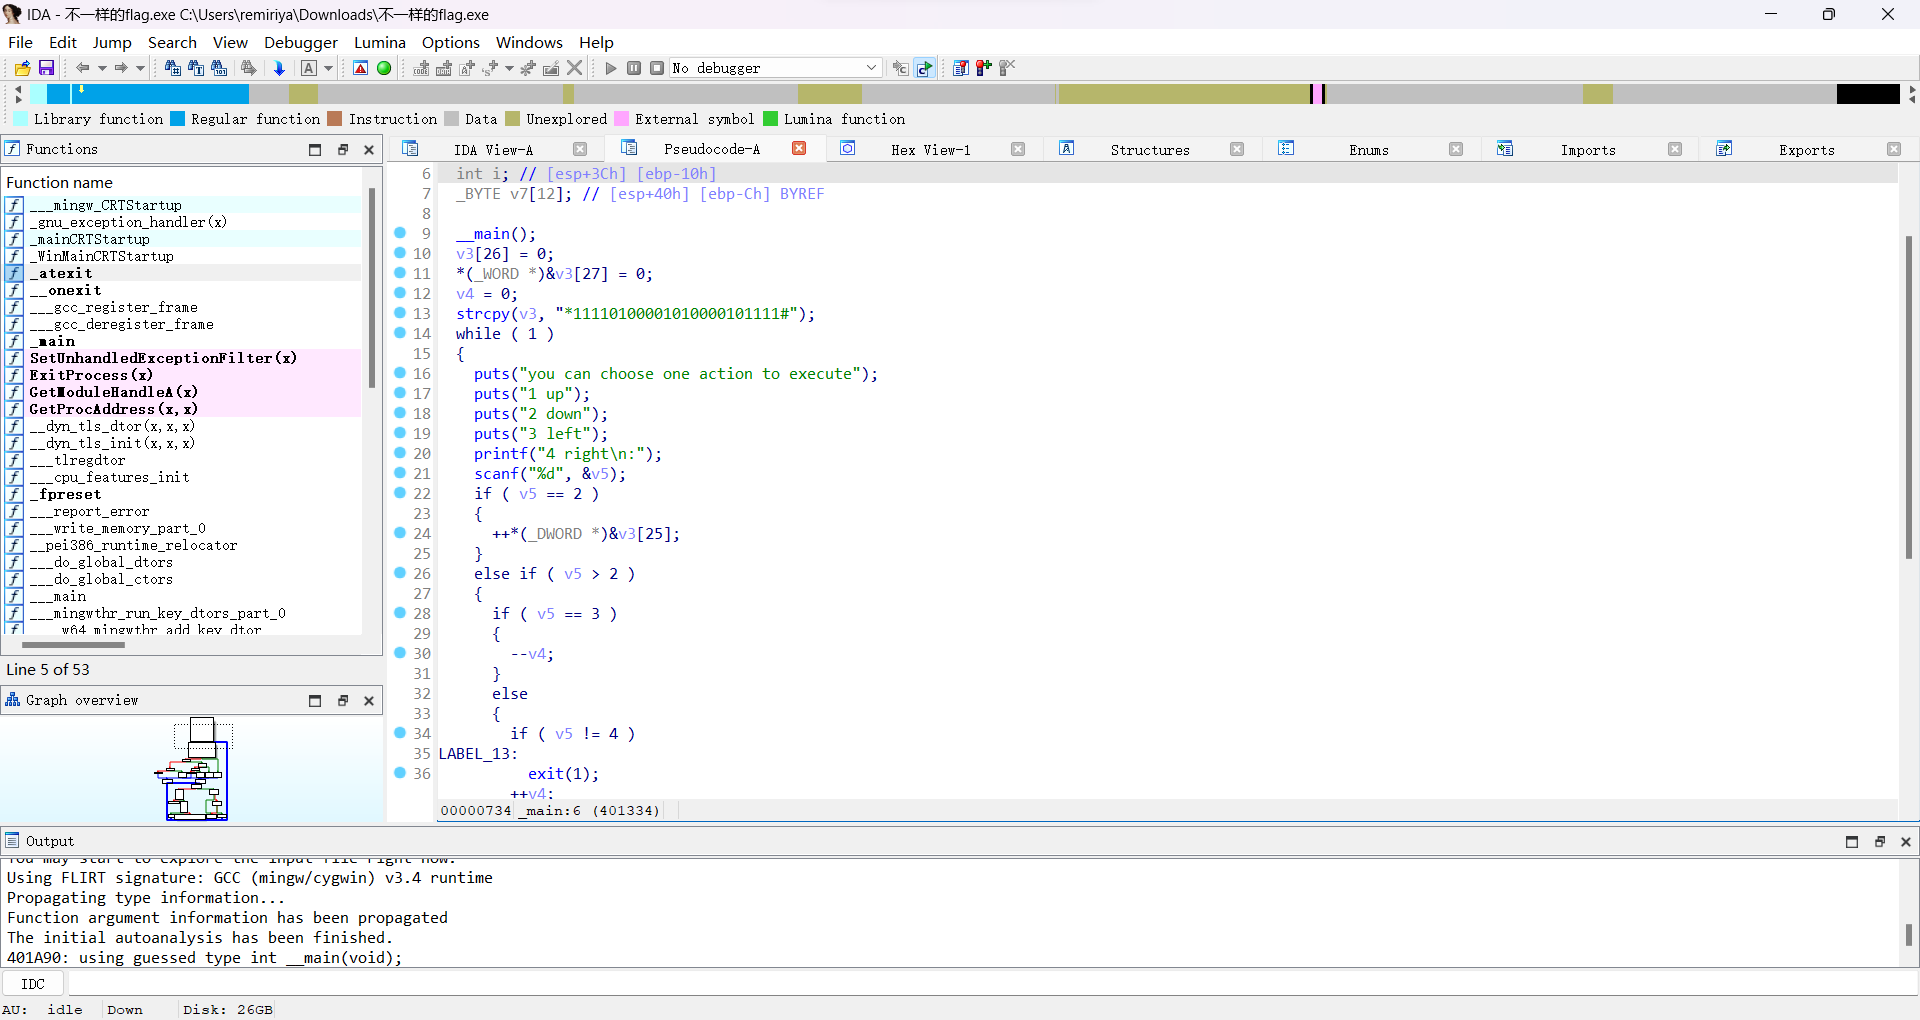 IDA - 不一样的flag.exe C:\Users\remiriya\Downloads\不一样的flag.exe
File Edit Jump Search View Debugger Lumina Options Windows Help
No debugger
Library function Regular function Instruction Data Unexplored External symbol Lumina function
Functions
IDA View-A Pseudocode-A Hex View-1 Structures Enums Imports Exports
Function name
___mingw_CRTStartup
_gnu_exception_handler(x)
_mainCRTStartup
_WinMainCRTStartup
_atexit
__onexit
___gcc_register_frame
___gcc_deregister_frame
_main
SetUnhandledExceptionFilter(x)
ExitProcess(x)
GetModuleHandleA(x)
GetProcAddress(x,x)
__dyn_tls_dtor(x,x,x)
__dyn_tls_init(x,x,x)
___tlregdtor
___cpu_features_init
_fpreset
___report_error
___write_memory_part_0
__pei386_runtime_relocator
___do_global_dtors
___do_global_ctors
___main
___mingwthr_run_key_dtors_part_0
___w64_mingwthr_add_key_dtor
Line 5 of 53
Graph overview
6 int i; // [esp+3Ch] [ebp-10h]
7 _BYTE v7[12]; // [esp+40h] [ebp-Ch] BYREF
8
9 __main();
10 v3[26] = 0;
11 *(_WORD *)&v3[27] = 0;
12 v4 = 0;
13 strcpy(v3, "*11110100001010000101111#");
14 while ( 1 )
15 {
16 puts("you can choose one action to execute");
17 puts("1 up");
18 puts("2 down");
19 puts("3 left");
20 printf("4 right\n:");
21 scanf("%d", &v5);
22 if ( v5 == 2 )
23 {
24 ++*(_DWORD *)&v3[25];
25 }
26 else if ( v5 > 2 )
27 {
28 if ( v5 == 3 )
29 {
30 --v4;
31 }
32 else
33 {
34 if ( v5 != 4 )
35 LABEL_13:
36 exit(1);
++v4;
00000734 _main:6 (401334)
Output
You may start to explore the input file right now.
Using FLIRT signature: GCC (mingw/cygwin) v3.4 runtime
Propagating type information...
Function argument information has been propagated
The initial autoanalysis has been finished.
401A90: using guessed type int __main(void);
IDC
AU: idle Down Disk: 26GB